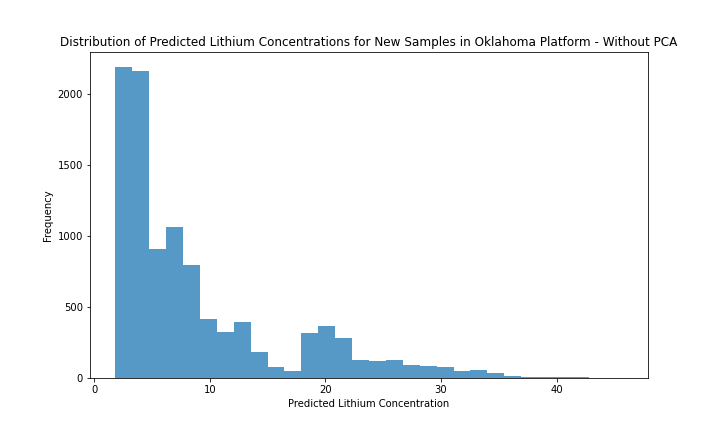 Distribution of Predicted Lithium Concentrations for New Samples in Oklahoma Platform - Without PCA
2000
1500
1000
500
0
Frequency
0 10 20 30 40
Predicted Lithium Concentration